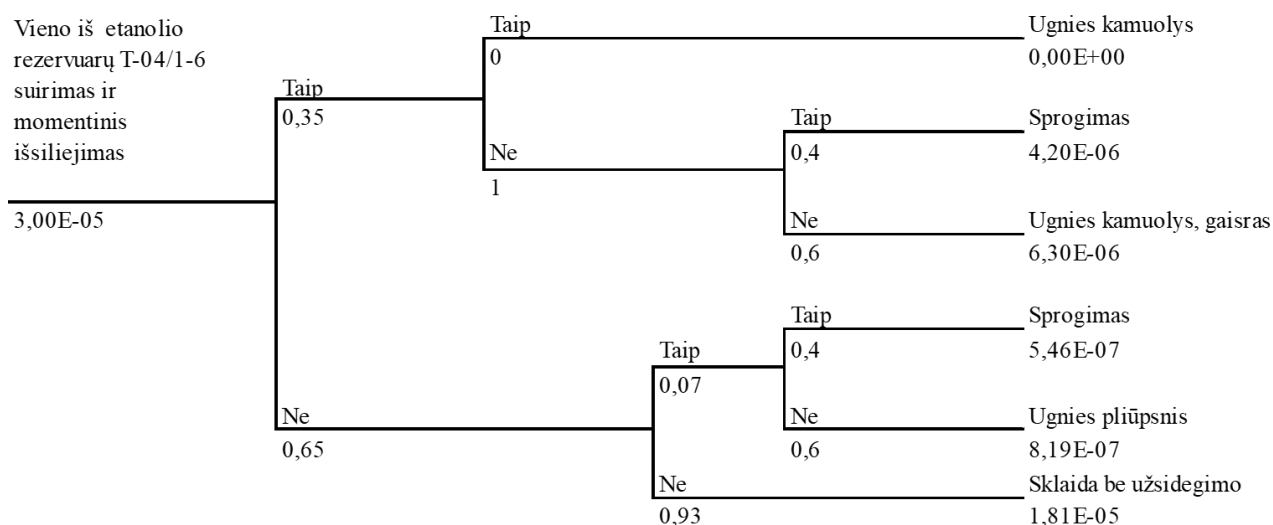 Vieno iš etanolio
rezervuarų T-04/1-6
suirimas ir
momentinis
išsiliejimas
3,00E-05
Taip
0,35
Ne
0,65
Taip
0
Ne
1
Taip
0,07
Ne
0,93
Taip
0,4
Ne
0,6
Taip
0,4
Ne
0,6
Ugnies kamuolys
0,00E+00
Sprogimas
4,20E-06
Ugnies kamuolys, gaisras
6,30E-06
Sprogimas
5,46E-07
Ugnies pliūpsnis
8,19E-07
Sklaida be užsidegimo
1,81E-05